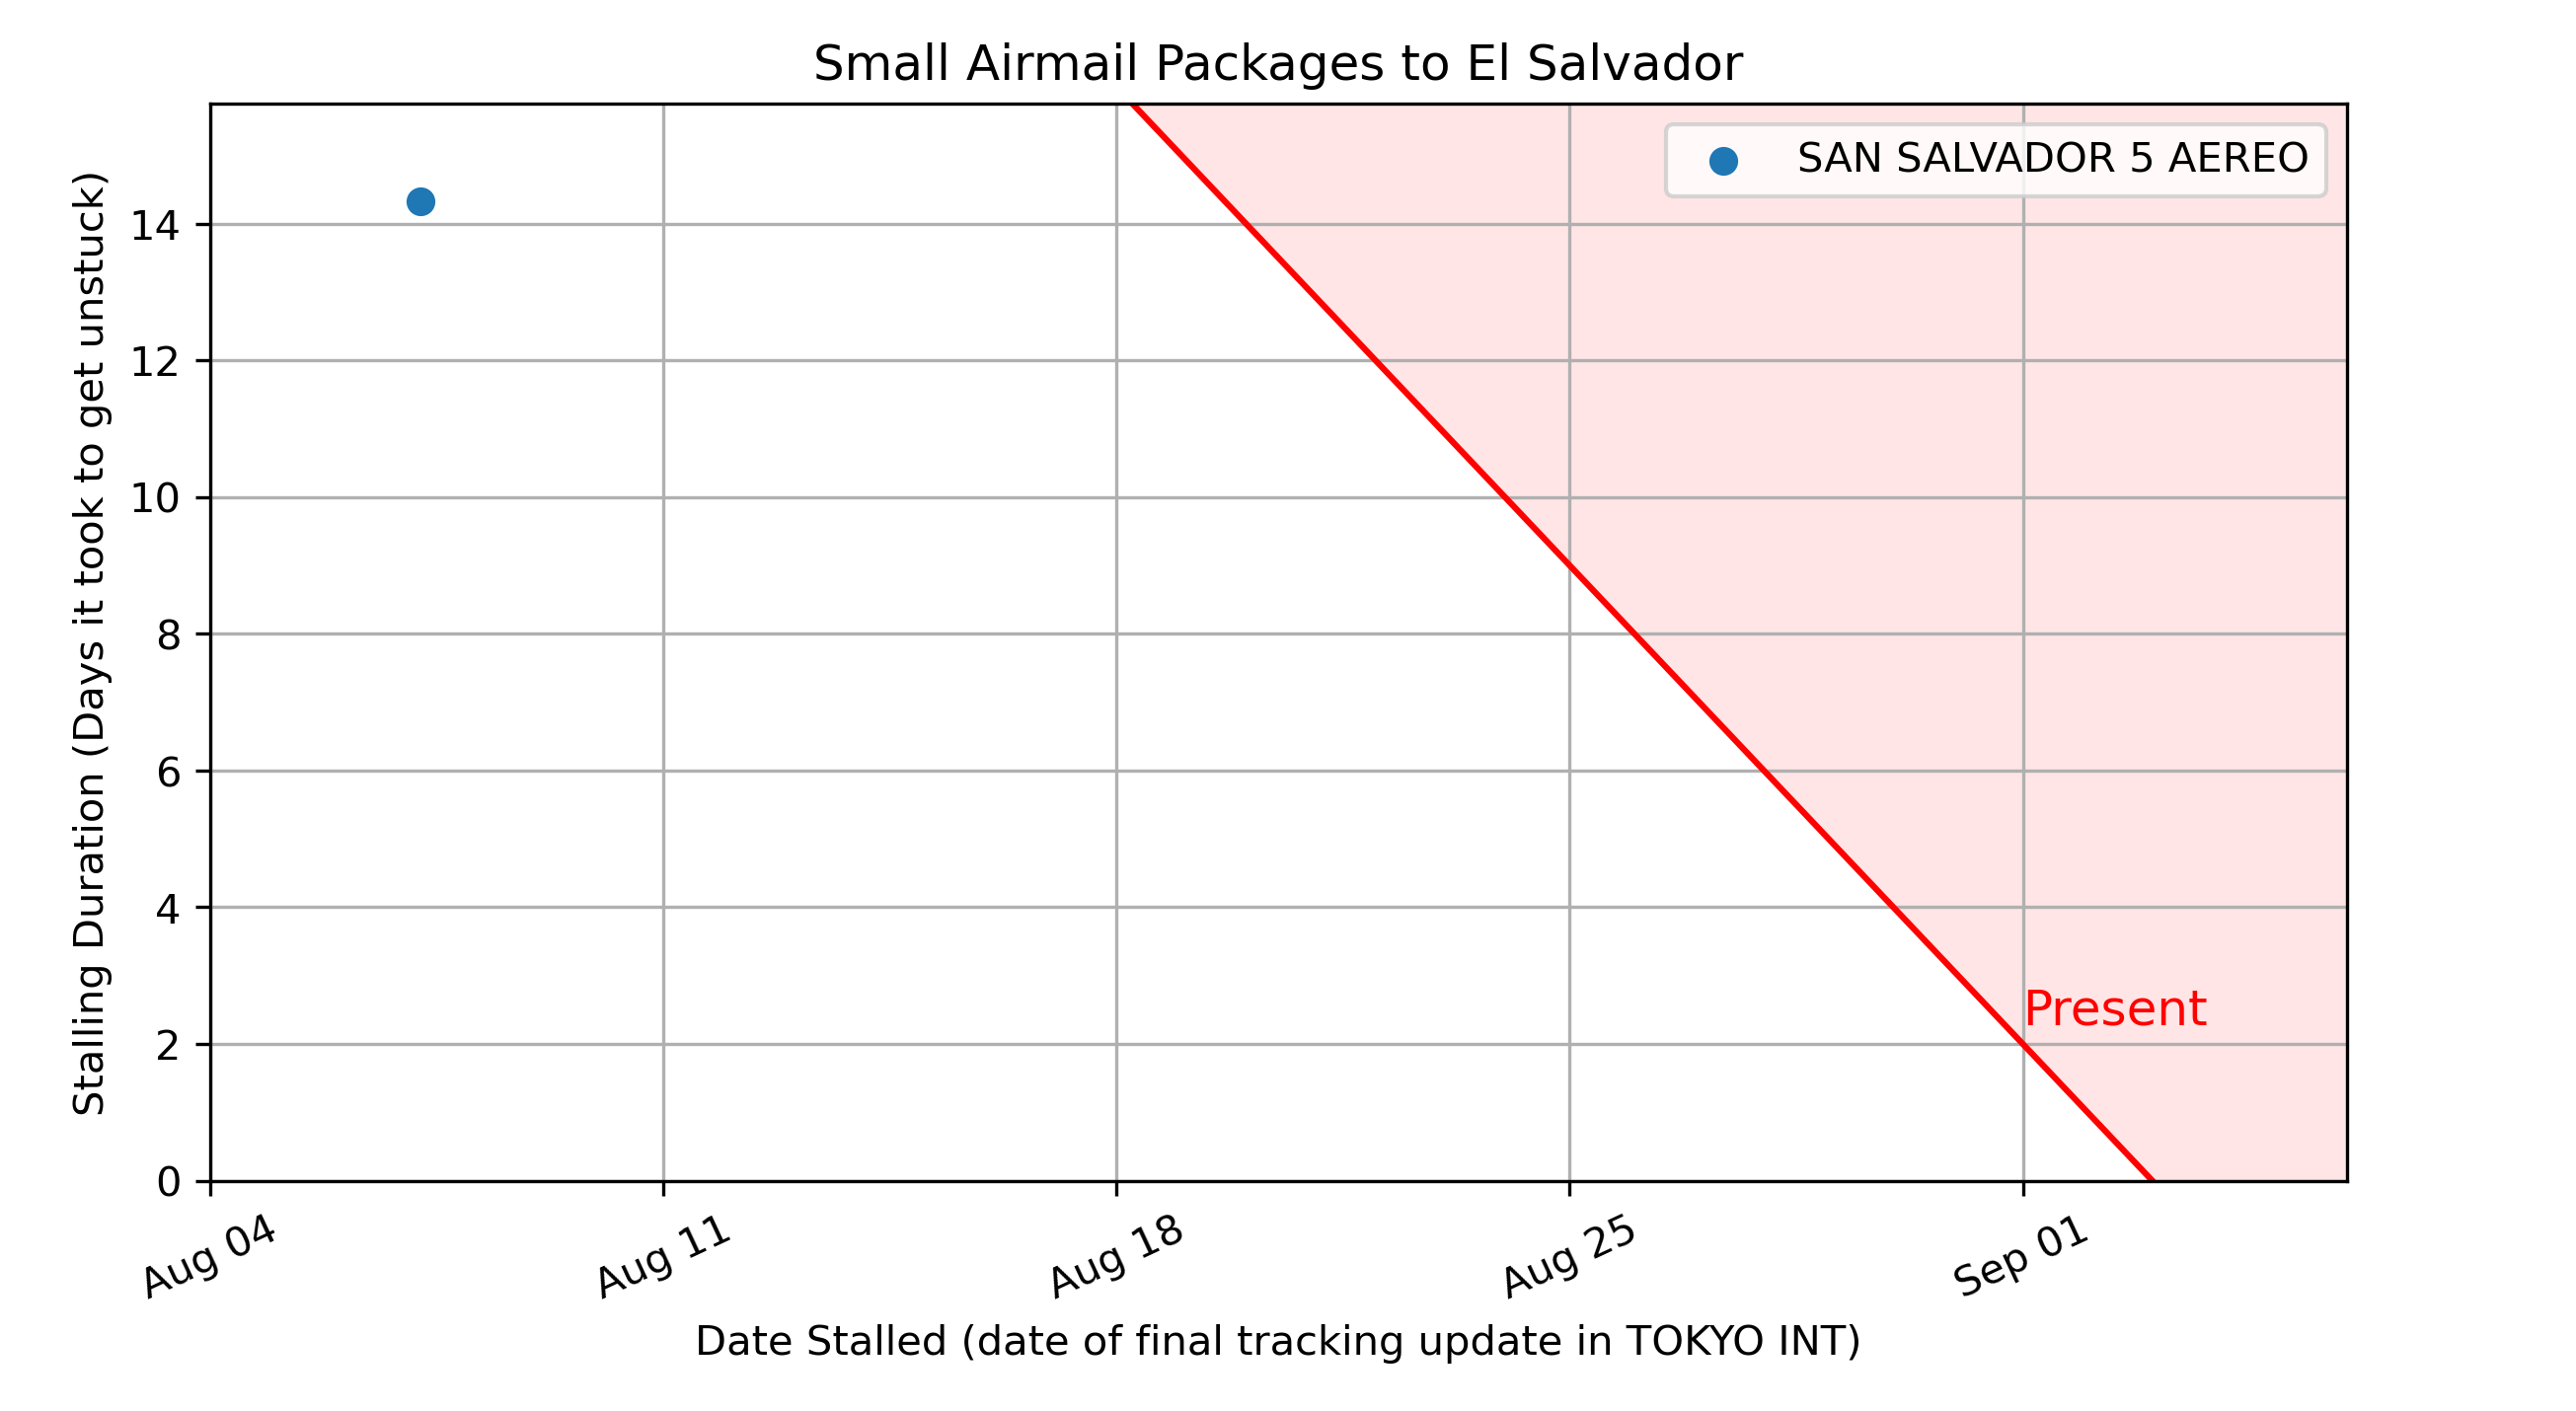 Small Airmail Packages to El Salvador
SAN SALVADOR 5 AEREO
Stalling Duration (Days it took to get unstuck)
14
12
10
8
6
4
2
0
Present
Aug 04
Aug 11
Aug 18
Aug 25
Sep 01
Date Stalled (date of final tracking update in TOKYO INT)